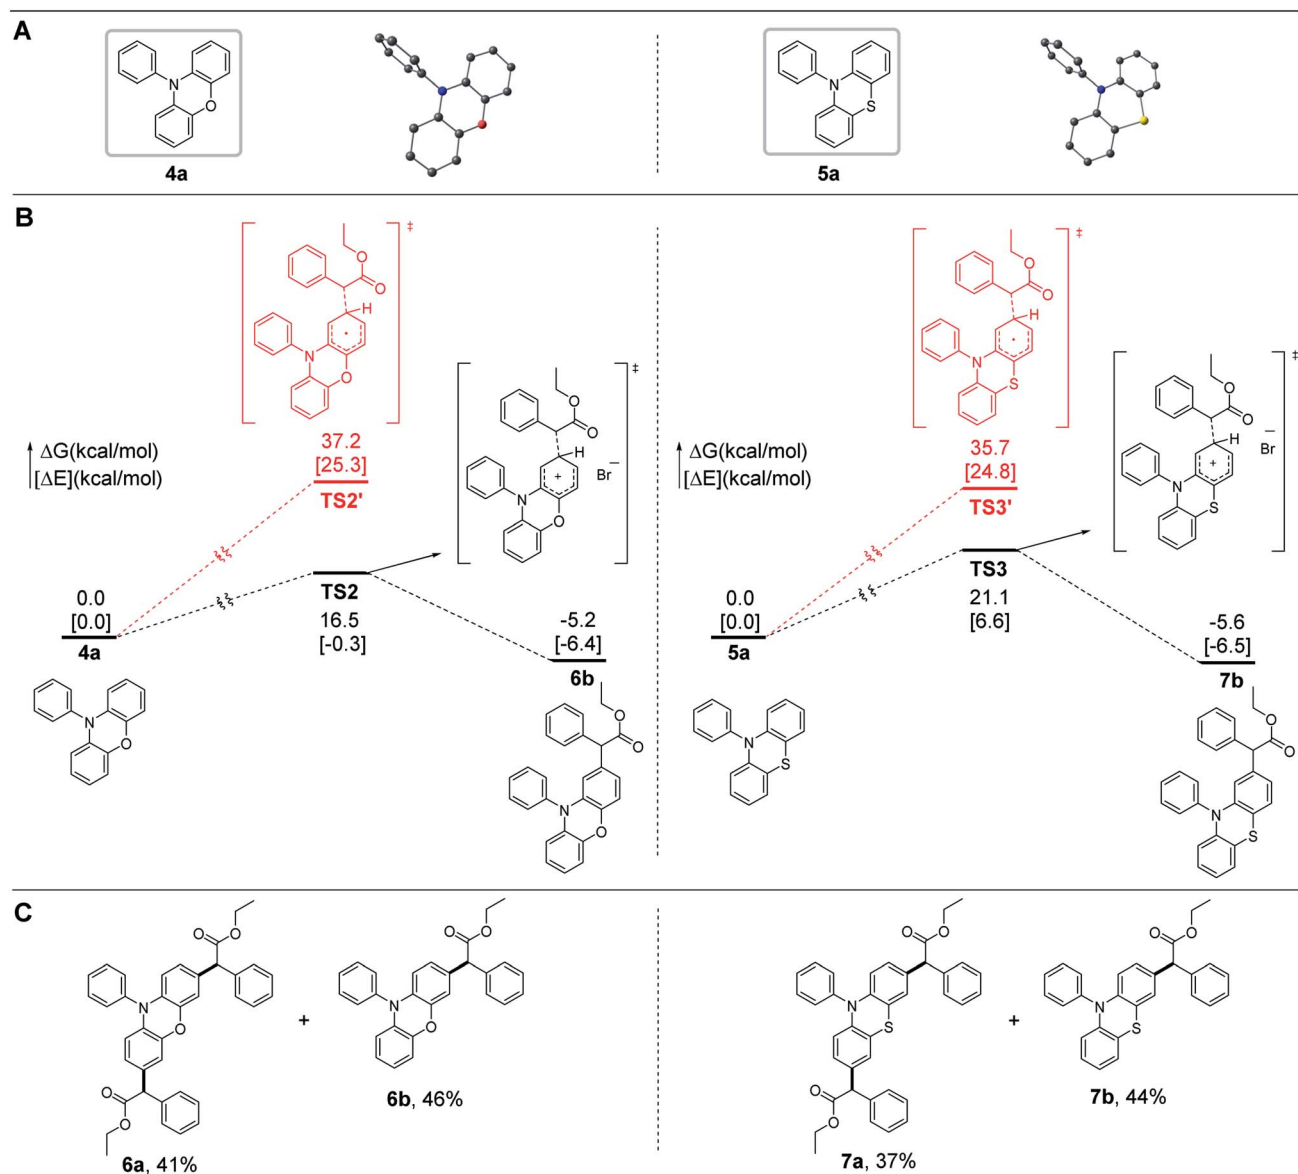 A
N
O
4a
N
S
5a
B
‡
O
O
H
•
N
O
37.2
[25.3]
TS2'
ΔG(kcal/mol)
[ΔE](kcal/mol)
0.0
[0.0]
4a
N
O
TS2
16.5
[-0.3]
‡
O
O
H
+
Br
−
N
O
-5.2
[-6.4]
6b
O
O
N
O
‡
O
O
H
•
N
S
35.7
[24.8]
TS3'
ΔG(kcal/mol)
[ΔE](kcal/mol)
0.0
[0.0]
5a
N
S
TS3
21.1
[6.6]
‡
O
O
H
+
Br
−
N
S
-5.6
[-6.5]
7b
O
O
N
S
C
O
O
N
O
O
O
6a, 41%
+
O
O
N
O
6b, 46%
O
O
N
S
O
O
7a, 37%
+
O
O
N
S
7b, 44%